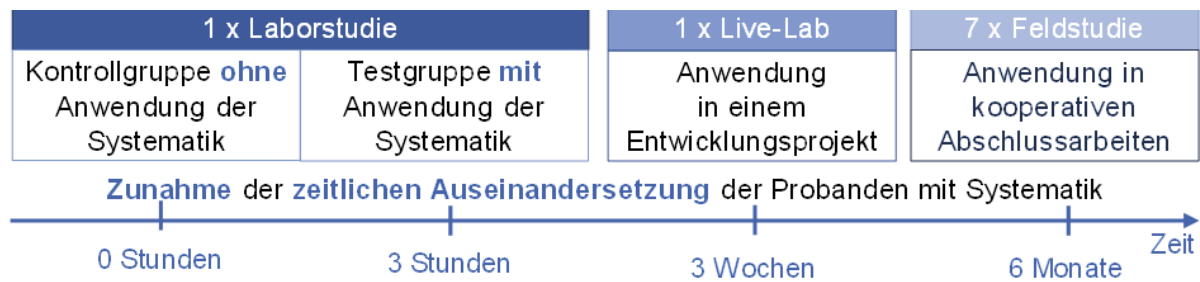 1 x Laborstudie
Kontrollgruppe ohne
Anwendung der
Systematik
Testgruppe mit
Anwendung der
Systematik
1 x Live-Lab
Anwendung
in einem
Entwicklungsprojekt
7 x Feldstudie
Anwendung in
kooperativen
Abschlussarbeiten
Zunahme der zeitlichen Auseinandersetzung der Probanden mit Systematik
Zeit
0 Stunden
3 Stunden
3 Wochen
6 Monate